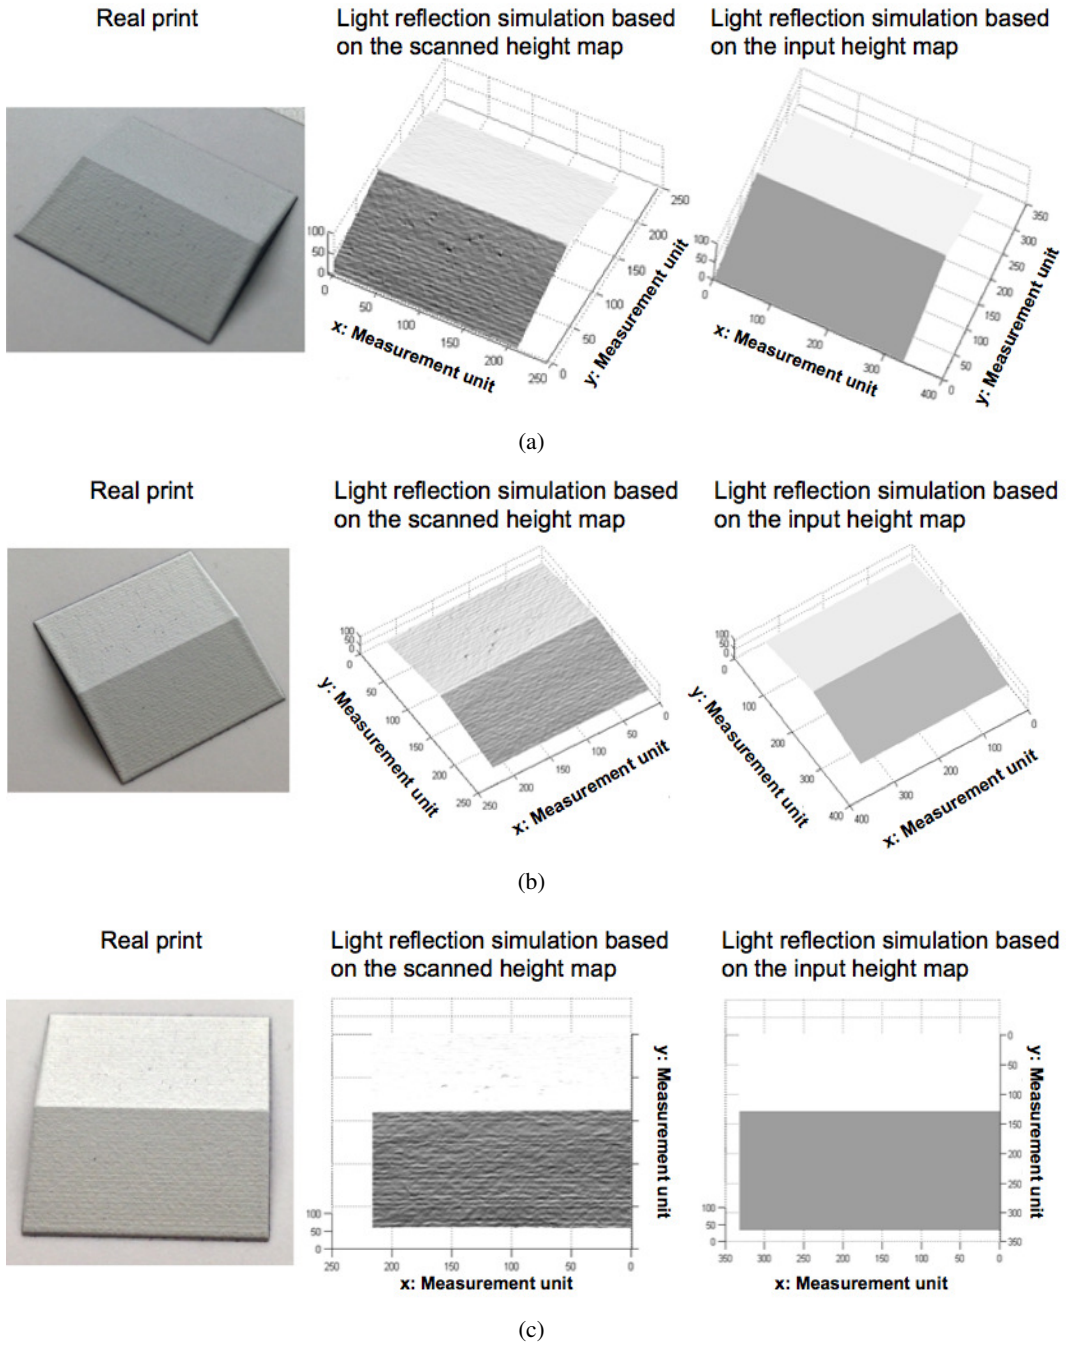 Real print
Light reflection simulation based
on the scanned height map
Light reflection simulation based
on the input height map
100
50
0
0
50
100
150
200
250
0
50
100
150
200
250
x: Measurement unit
y: Measurement unit
100
50
0
0
100
200
300
400
0
50
100
150
200
250
300
350
x: Measurement unit
y: Measurement unit
(a)
Real print
Light reflection simulation based
on the scanned height map
Light reflection simulation based
on the input height map
100
50
0
0
50
100
150
200
250
250
200
150
100
50
0
y: Measurement unit
x: Measurement unit
100
50
0
0
100
200
300
400
400
300
200
100
0
y: Measurement unit
x: Measurement unit
(b)
Real print
Light reflection simulation based
on the scanned height map
Light reflection simulation based
on the input height map
100
50
0
250
200
150
100
50
0
x: Measurement unit
y: Measurement unit
100
50
0
350
300
250
200
150
100
50
0
0
50
100
150
200
250
300
350
x: Measurement unit
y: Measurement unit
(c)